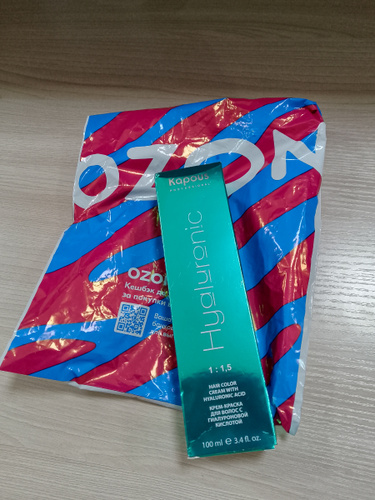 OZON
ozon
Кешбэк
за покупки
Kapous
PROFESSIONAL
Hyaluronic
1 : 1,5
HAIR COLOR
CREAM WITH
HYALURONIC ACID
КРЕМ-КРАСКА
ДЛЯ ВОЛОС С
ГИАЛУРОНОВОЙ
КИСЛОТОЙ
100 ml ℮ 3.4 fl. oz.